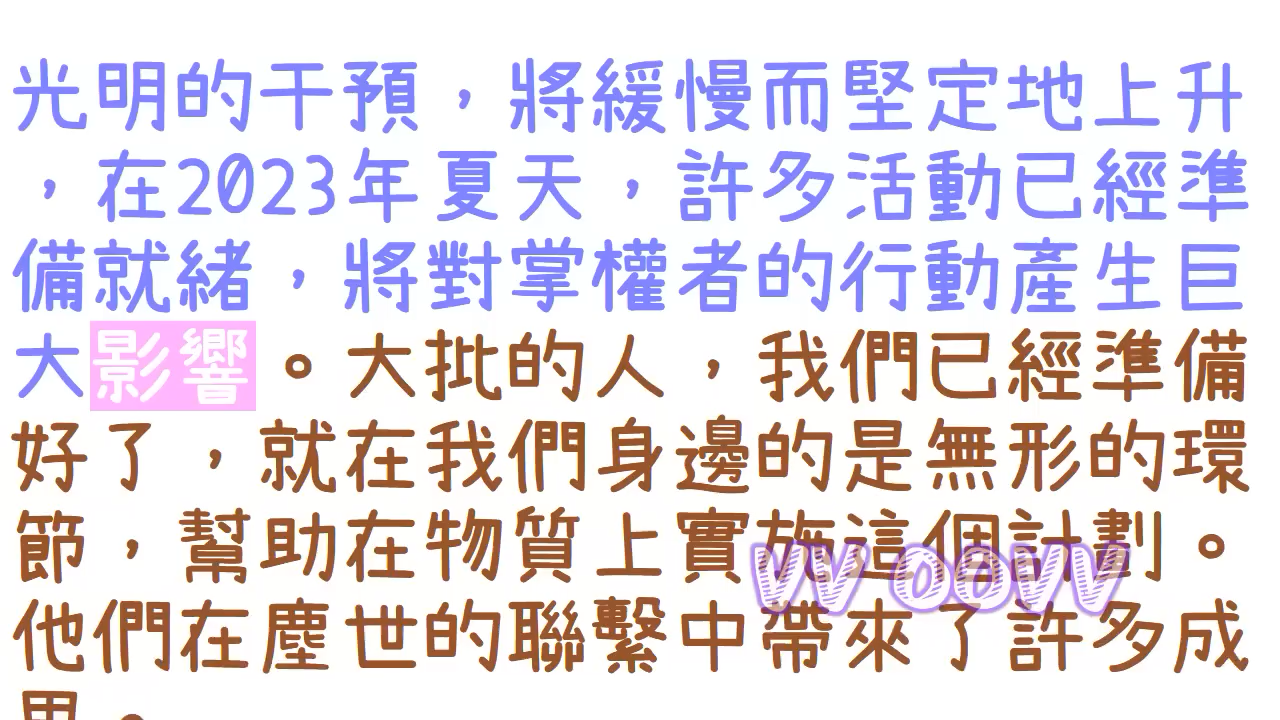 光明的干預，將緩慢而堅定地上升
，在2023年夏天，許多活動已經準
備就緒，將對掌權者的行動產生巨
大影響。大批的人，我們已經準備
好了，就在我們身邊的是無形的環
節，幫助在物質上實施這個計劃。
他們在塵世的聯繫中帶來了許多成
果。
VV OOVV